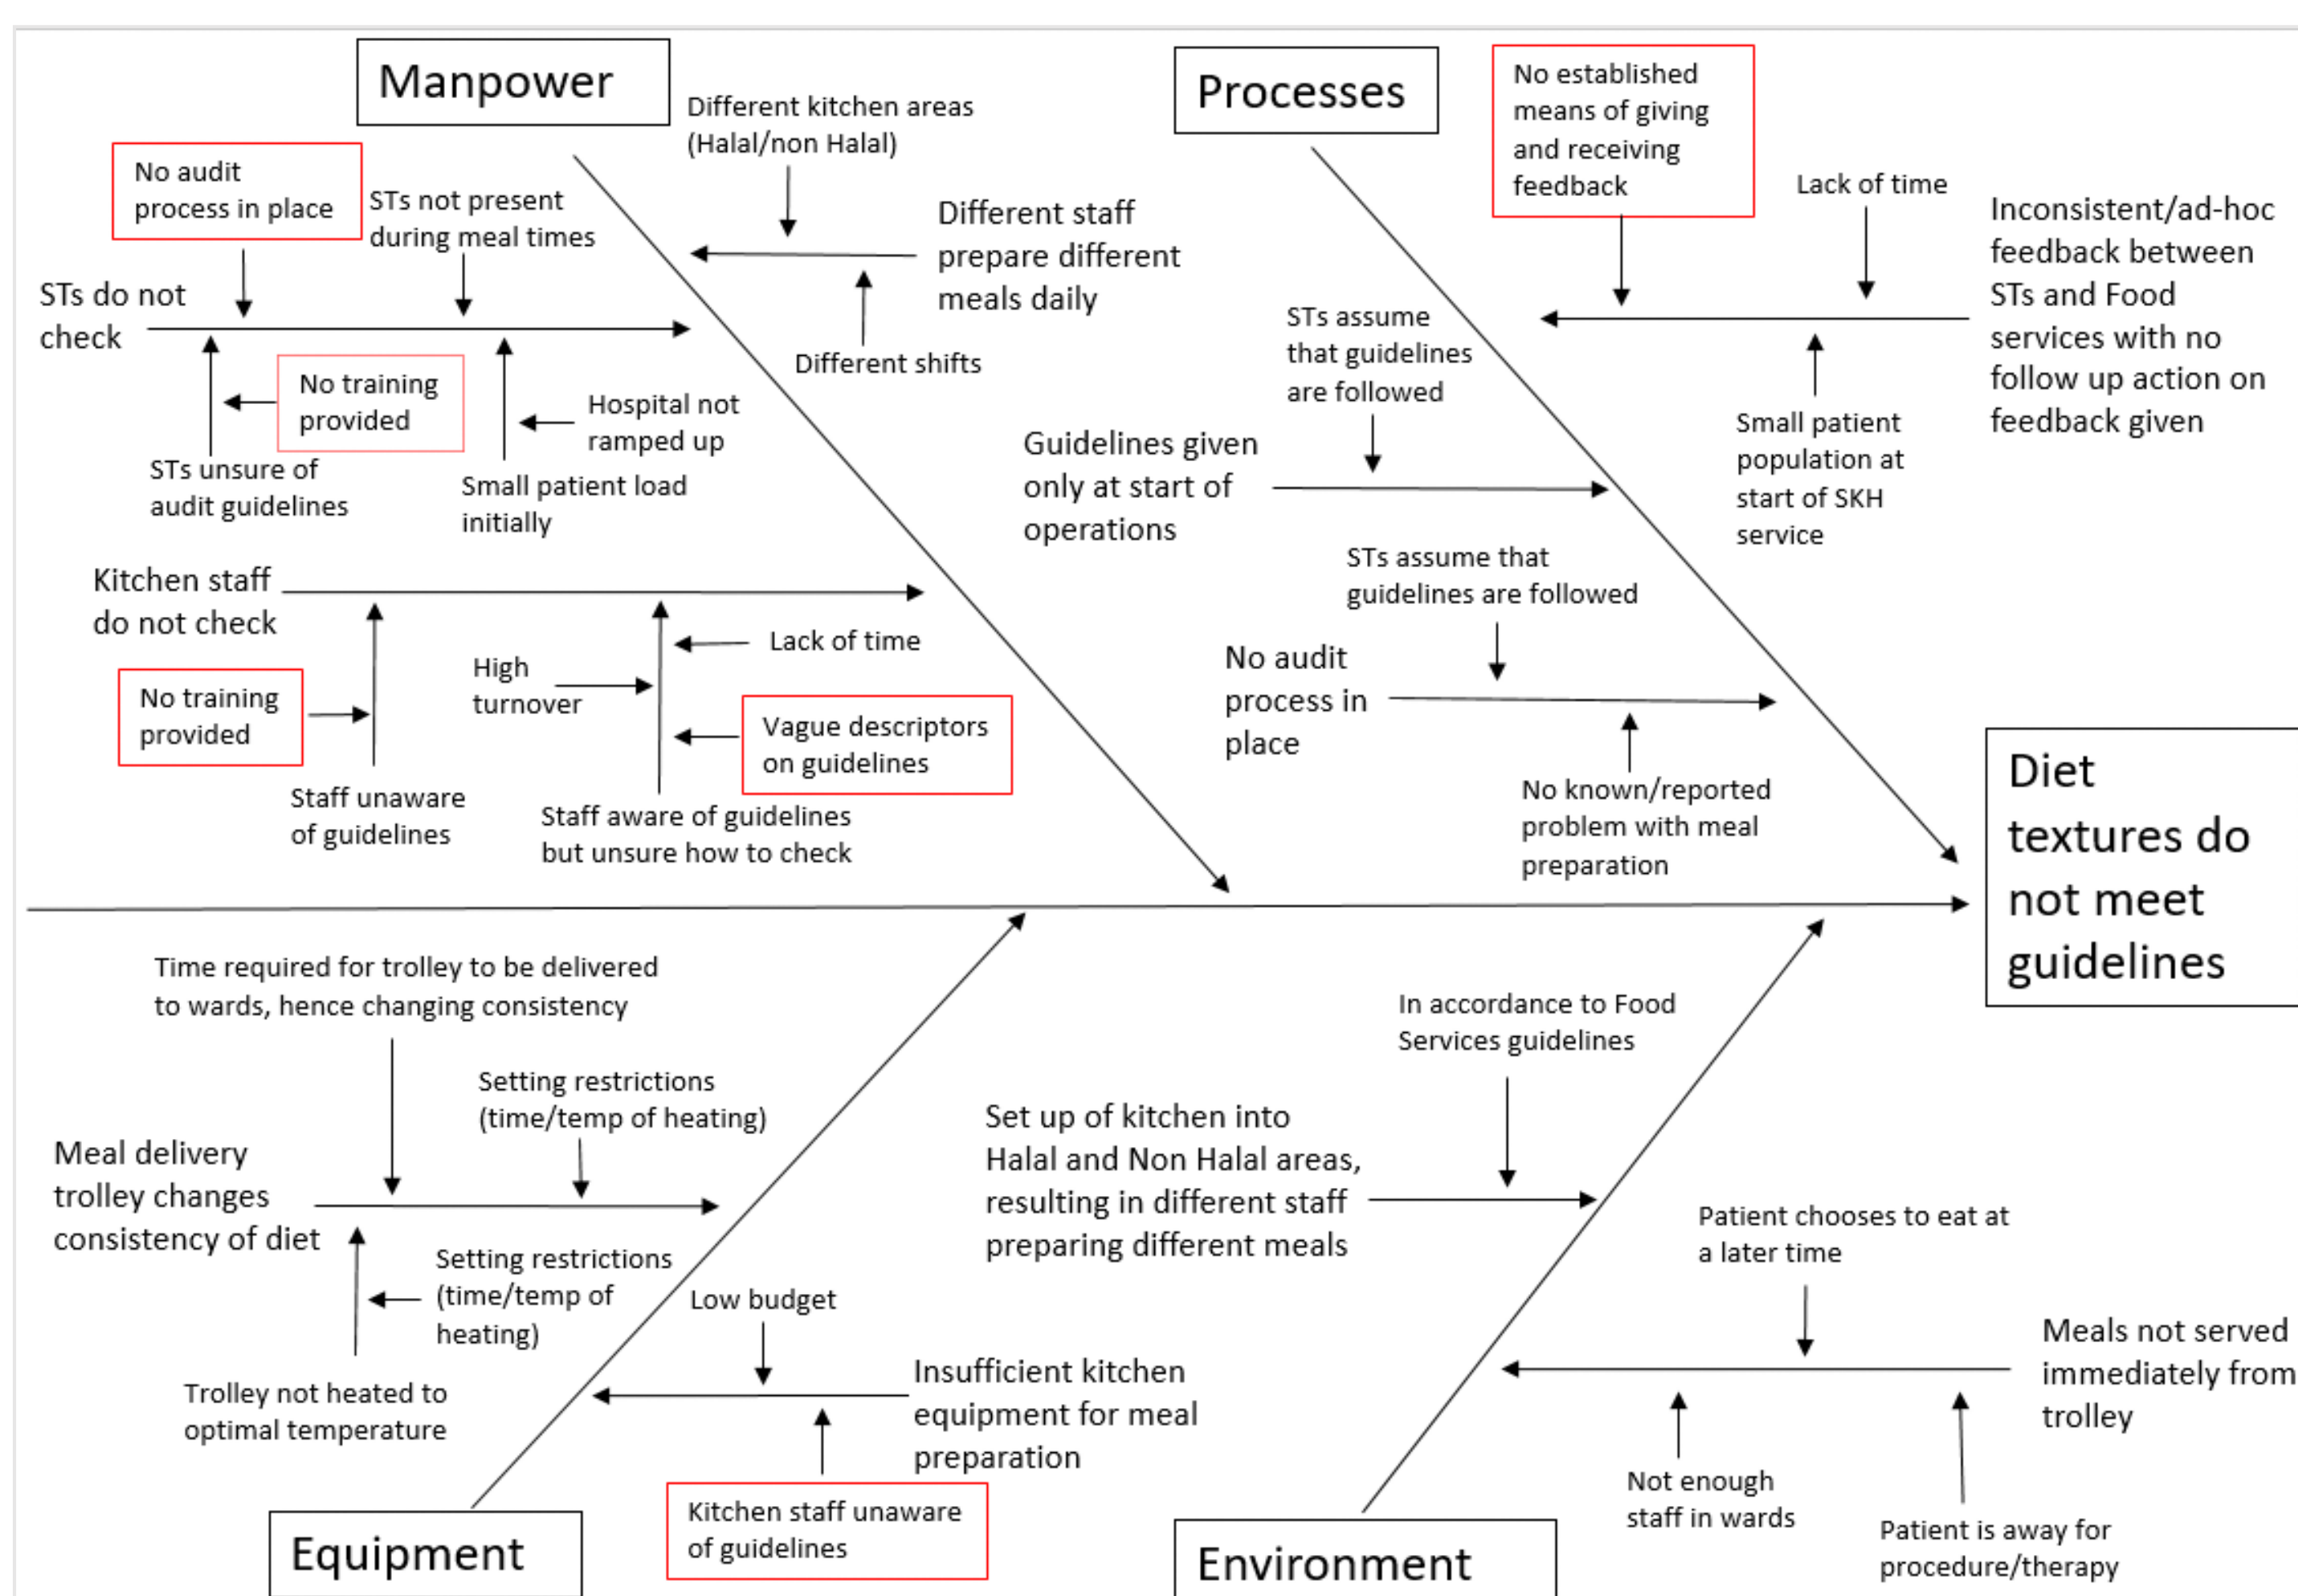 Manpower
No audit
process in place
STs not present
during meal times
STs do not
check
No training
provided
STs unsure of
audit guidelines
Hospital not
ramped up
Small patient load
initially
Different kitchen areas
(Halal/non Halal)
Different staff
prepare different
meals daily
Different shifts
Kitchen staff
do not check
No training
provided
Staff unaware
of guidelines
High
turnover
Lack of time
Vague descriptors
on guidelines
Staff aware of guidelines
but unsure how to check
Processes
No established
means of giving
and receiving
feedback
Lack of time
Inconsistent/ad-hoc
feedback between
STs and Food
services with no
follow up action on
feedback given
Small patient
population at
start of SKH
service
STs assume
that guidelines
are followed
Guidelines given
only at start of
operations
STs assume that
guidelines are followed
No audit
process in
place
No known/reported
problem with meal
preparation
Diet
textures do
not meet
guidelines
Time required for trolley to be delivered
to wards, hence changing consistency
Setting restrictions
(time/temp of heating)
Meal delivery
trolley changes
consistency of diet
Setting restrictions
(time/temp of
heating)
Trolley not heated to
optimal temperature
Low budget
Insufficient kitchen
equipment for meal
preparation
Kitchen staff unaware
of guidelines
Equipment
In accordance to Food
Services guidelines
Set up of kitchen into
Halal and Non Halal areas,
resulting in different staff
preparing different meals
Patient chooses to eat at
a later time
Meals not served
immediately from
trolley
Not enough
staff in wards
Patient is away for
procedure/therapy
Environment